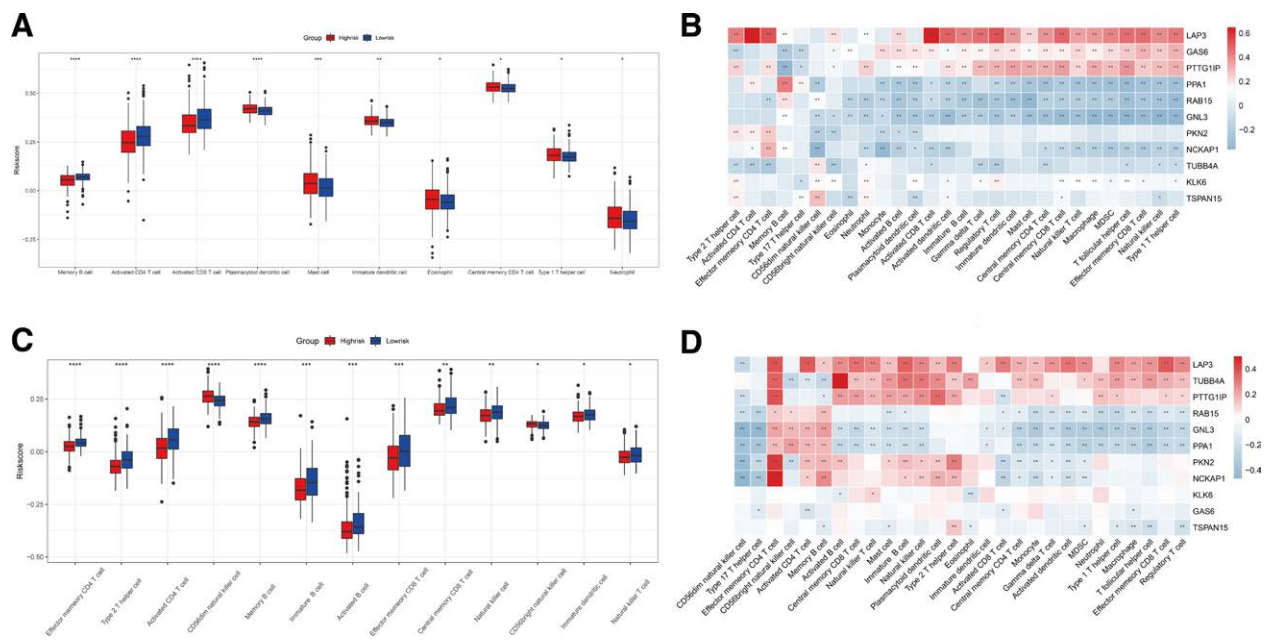 A
Group Highrisk Lowrisk
**** **** **** **** *** ** * * * *
Riskscore
0.50
0.25
0.00
-0.25
Memory B cell
Activated CD4 T cell
Activated CD8 T cell
Plasmacytoid dendritic cell
Mast cell
Immature dendritic cell
Eosinophil
Central memory CD4 T cell
Type 1 T helper cell
Neutrophil
B
LAP3
GAS6
PTTG1IP
PPA1
RAB15
GNL3
PKN2
NCKAP1
TUBB4A
KLK6
TSPAN15
0.6
0.4
0.2
0
-0.2
Type 2 T helper cell
Activated CD4 T cell
Effector memeory CD4 T cell
Memory B cell
Type 17 T helper cell
CD56dim natural killer cell
CD56bright natural killer cell
Eosinophil
Neutrophil
Monocyte
Activated B cell
Plasmacytoid dendritic cell
Activated CD8 T cell
Activated dendritic cell
Immature B cell
Gamma delta T cell
Regulatory T cell
Immature dendritic cell
Mast cell
Central memory CD4 T cell
Central memory CD8 T cell
Natural killer T cell
Macrophage
MDSC
T follicular helper cell
Effector memeory CD8 T cell
Natural killer cell
Type 1 T helper cell
C
Group Highrisk Lowrisk
**** **** **** **** **** *** *** *** ** ** * * *
Riskscore
0.25
0.00
-0.25
-0.50
Effector memeory CD4 T cell
Type 2 T helper cell
Activated CD4 T cell
CD56dim natural killer cell
Memory B cell
Immature B cell
Activated B cell
Effector memeory CD8 T cell
Central memory CD8 T cell
Natural killer cell
CD56bright natural killer cell
Immature dendritic cell
Natural killer T cell
D
LAP3
TUBB4A
PTTG1IP
RAB15
GNL3
PPA1
PKN2
NCKAP1
KLK6
GAS6
TSPAN15
0.4
0.2
0
-0.2
-0.4
CD56dim natural killer cell
Type 17 T helper cell
Effector memeory CD4 T cell
CD56bright natural killer cell
Activated CD4 T cell
Memory B cell
Activated B cell
Central memory CD8 T cell
Natural killer T cell
Mast cell
Immature B cell
Natural killer cell
Plasmacytoid dendritic cell
Type 2 T helper cell
Eosinophil
Immature dendritic cell
Activated CD8 T cell
Central memory CD4 T cell
Monocyte
Gamma delta T cell
Activated dendritic cell
MDSC
Neutrophil
Type 1 T helper cell
Macrophage
T follicular helper cell
Effector memeory CD8 T cell
Regulatory T cell